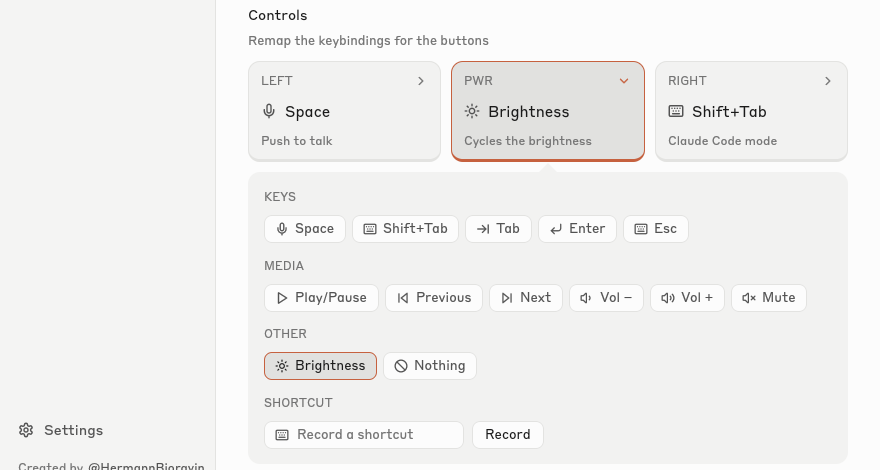 Controls
Remap the keybindings for the buttons
LEFT
Space
Push to talk
PWR
Brightness
Cycles the brightness
RIGHT
Shift+Tab
Claude Code mode
KEYS
Space Shift+Tab Tab Enter Esc
MEDIA
Play/Pause Previous Next Vol – Vol + Mute
OTHER
Brightness Nothing
SHORTCUT
Record a shortcut Record
Settings
Created by